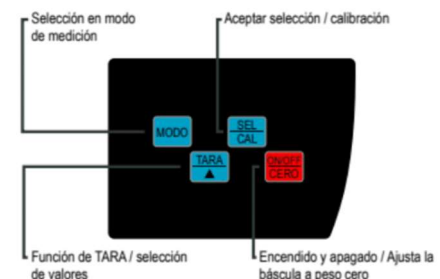 Selección en modo
de medición
Aceptar selección / calibración
MODO
SEL
CAL
TARA
▲
ON/OFF
CERO
Función de TARA / selección
de valores
Encendido y apagado / Ajusta la
báscula a peso cero